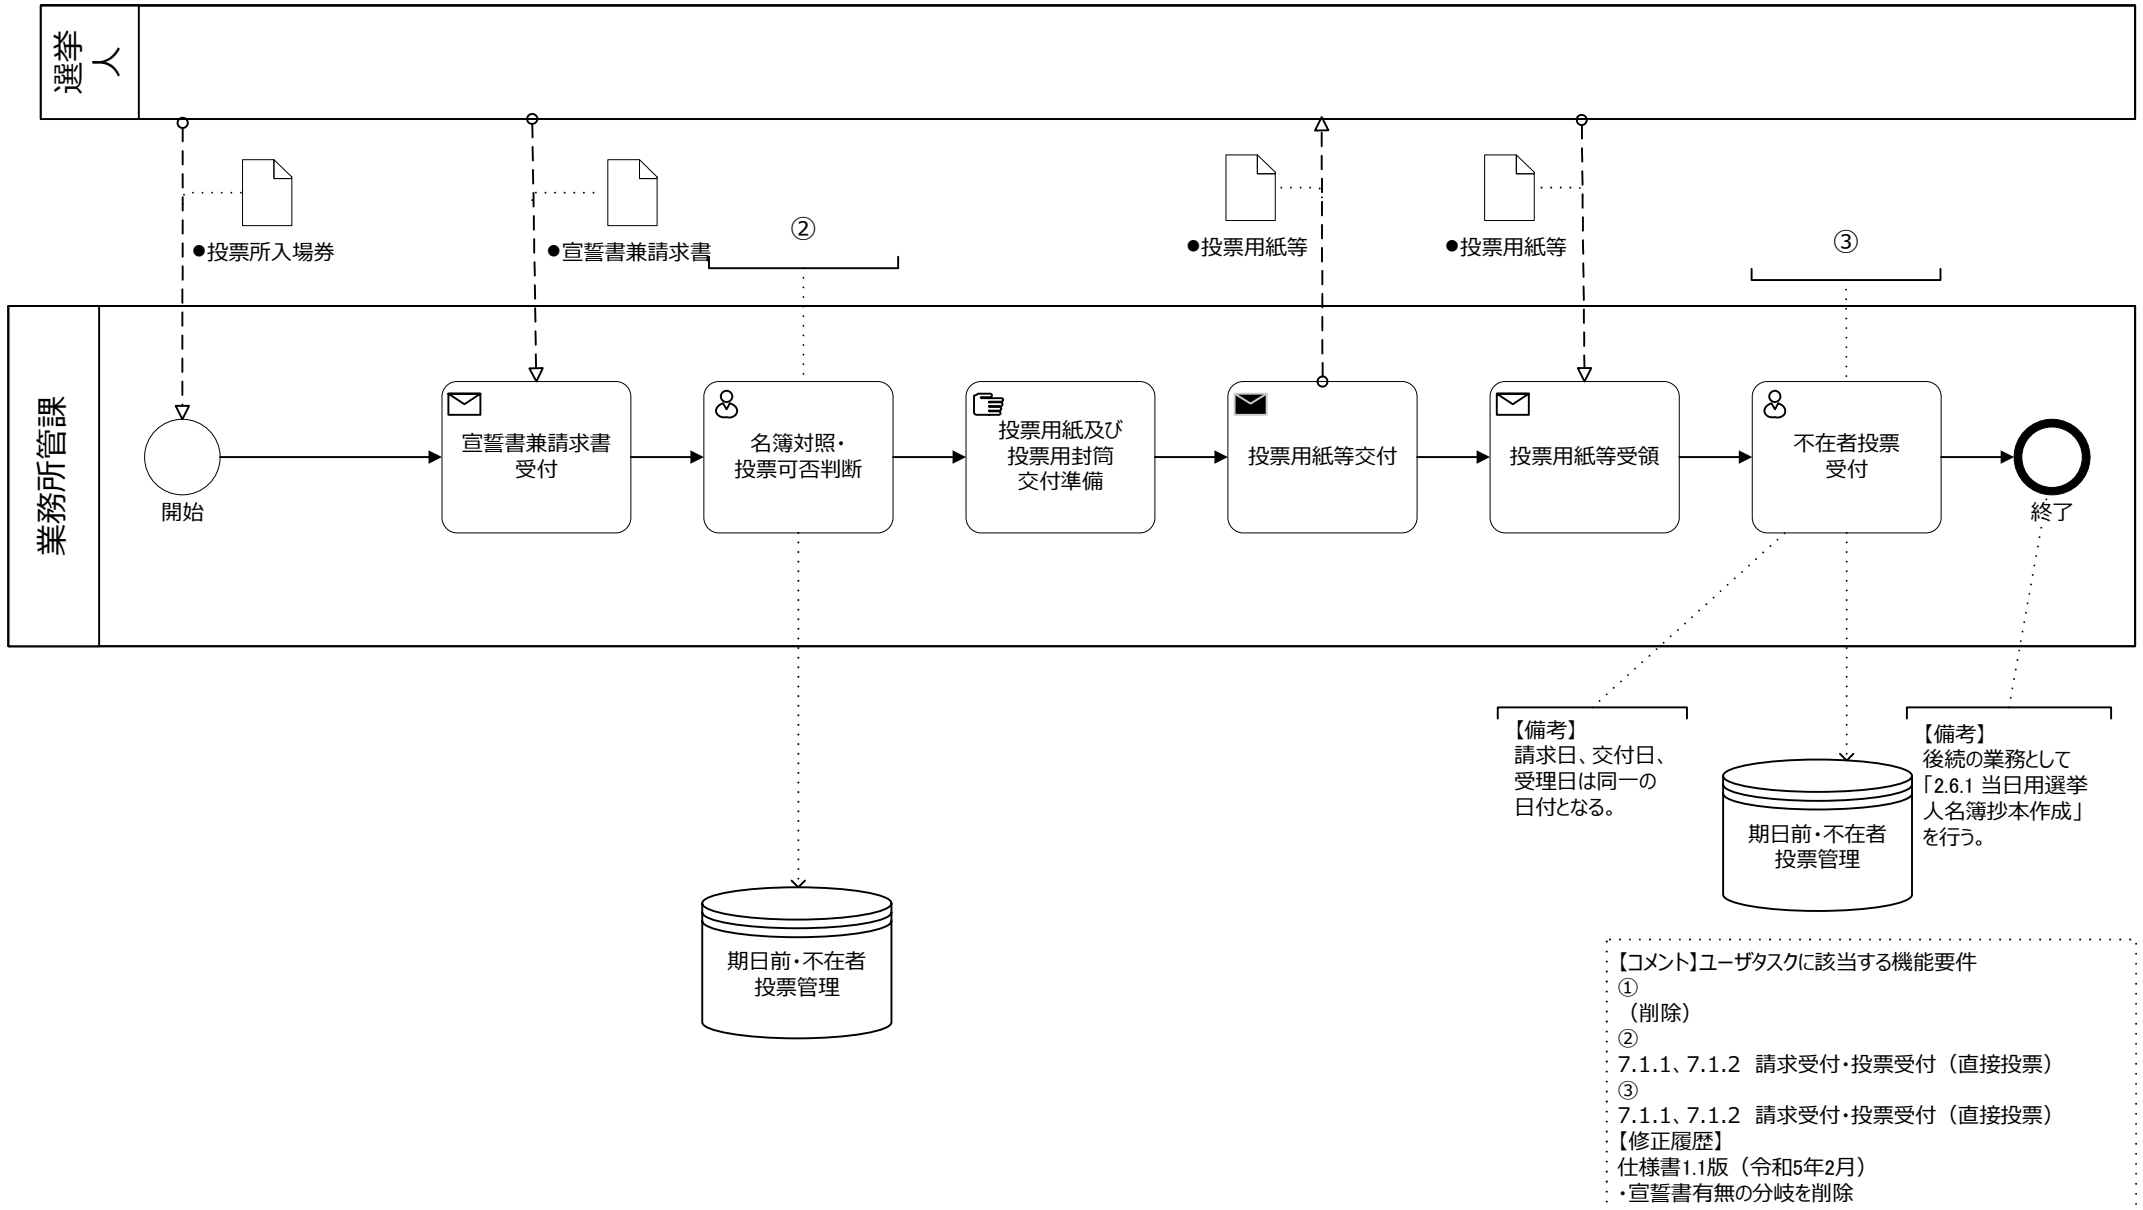 選挙
人
●投票所入場券
●宣誓書兼請求書
②
●投票用紙等
●投票用紙等
③
業務所管課
開始
宣誓書兼請求書
受付
名簿対照・
投票可否判断
投票用紙及び
投票用封筒
交付準備
投票用紙等交付
投票用紙等受領
不在者投票
受付
終了
【備考】
請求日、交付日、
受理日は同一の
日付となる。
期日前・不在者
投票管理
【備考】
後続の業務として
「2.6.1 当日用選挙
人名簿抄本作成」
を行う。
期日前・不在者
投票管理
【コメント】ユーザタスクに該当する機能要件
①
（削除）
②
7.1.1、7.1.2 請求受付・投票受付（直接投票）
③
7.1.1、7.1.2 請求受付・投票受付（直接投票）
【修正履歴】
仕様書1.1版（令和5年2月）
・宣誓書有無の分岐を削除